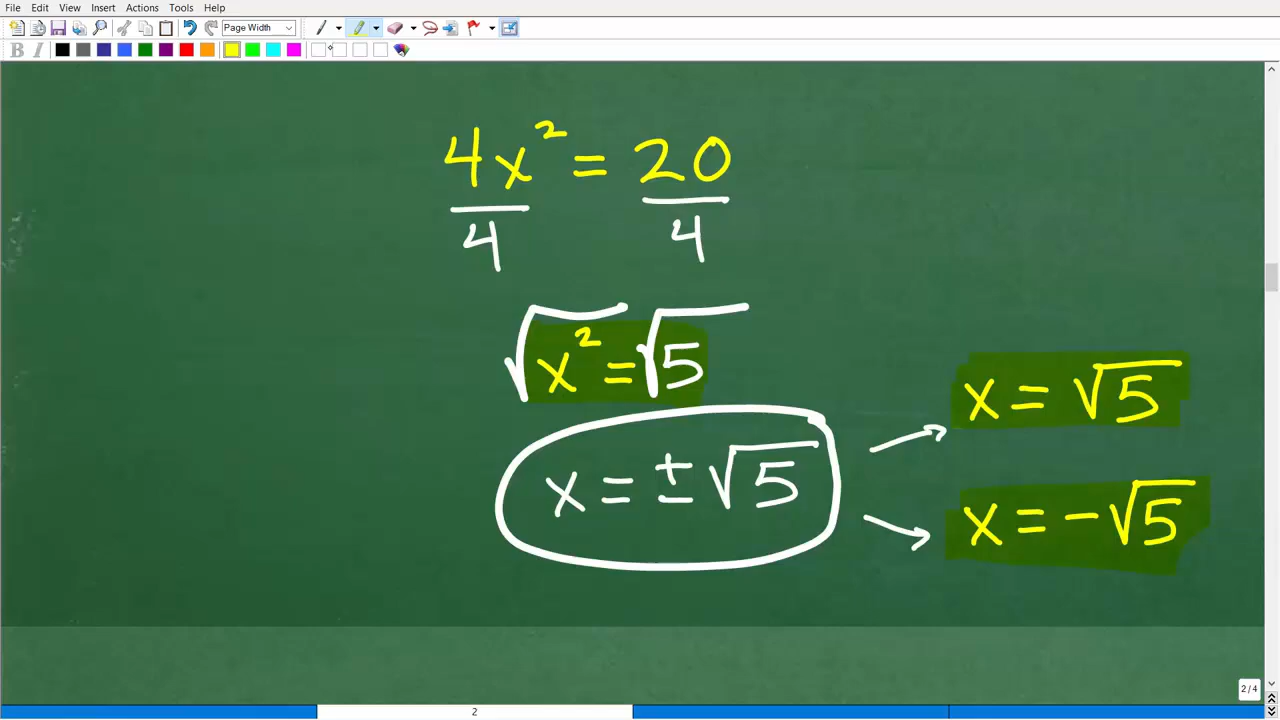 File Edit View Insert Actions Tools Help
Page Width
B I
4x² = 20
4 4
√x² = √5
x = ±√5
x = √5
x = -√5
2/4
2